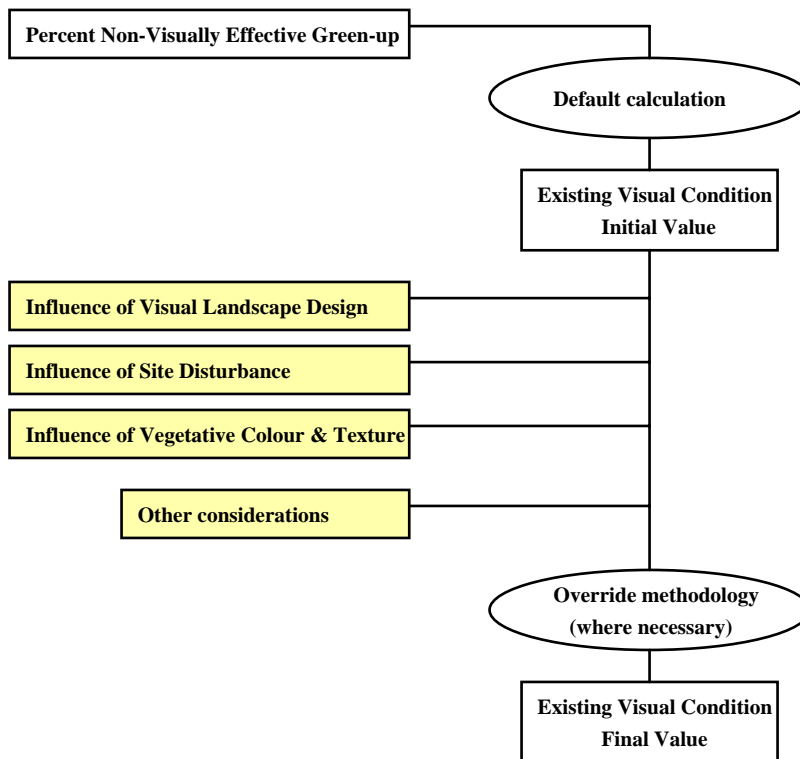 Percent Non-Visually Effective Green-up
Default calculation
Existing Visual Condition
Initial Value
Influence of Visual Landscape Design
Influence of Site Disturbance
Influence of Vegetative Colour & Texture
Other considerations
Override methodology
(where necessary)
Existing Visual Condition
Final Value